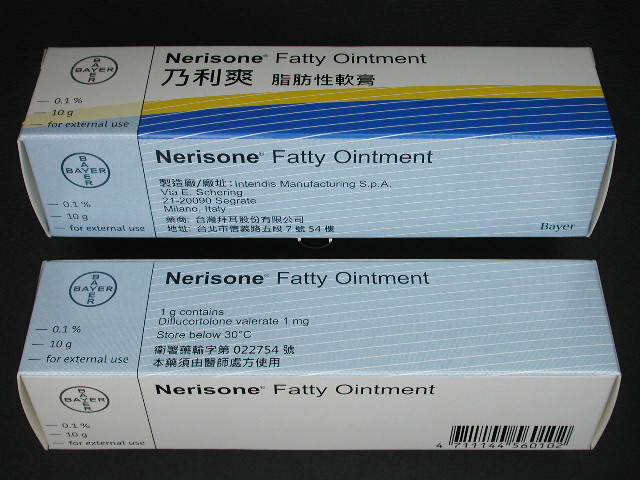 BAYER
BAYER
Nerisone® Fatty Ointment
乃利爽 脂肪性軟膏
0.1 %
10 g
for external use
BAYER
BAYER
Nerisone® Fatty Ointment
製造廠/廠址: Intendis Manufacturing S.p.A.
Via E. Schering
21-20090 Segrate
Milano, Italy
藥商: 台灣拜耳股份有限公司
地址: 台北市信義路五段 7 號 54 樓
0.1 %
10 g
for external use
Bayer
BAYER
BAYER
Nerisone® Fatty Ointment
1 g contains
Diflucortolone valerate 1 mg
Store below 30°C
衛署藥輸字第 022754 號
本藥須由醫師處方使用
0.1 %
10 g
for external use
BAYER
BAYER
Nerisone® Fatty Ointment
0.1 %
10 g
for external use
4 711144 560102